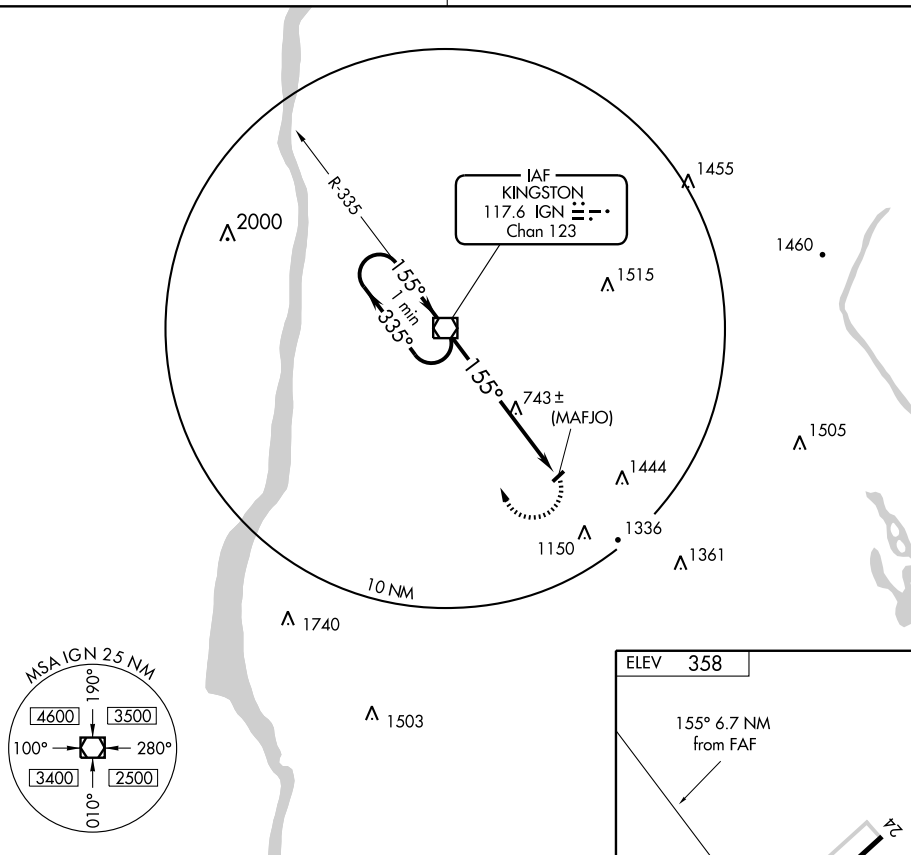 IAF
KINGSTON
117.6 IGN
Chan 123
1455
R-335
2000
1460
155°
1 min
335°
1515
155°
743±
(MAFJO)
1505
1444
1150
1336
1361
10 NM
1740
1503
MSA IGN 25 NM
190°
4600
3500
100°
280°
3400
2500
010°
ELEV 358
155° 6.7 NM
from FAF
24